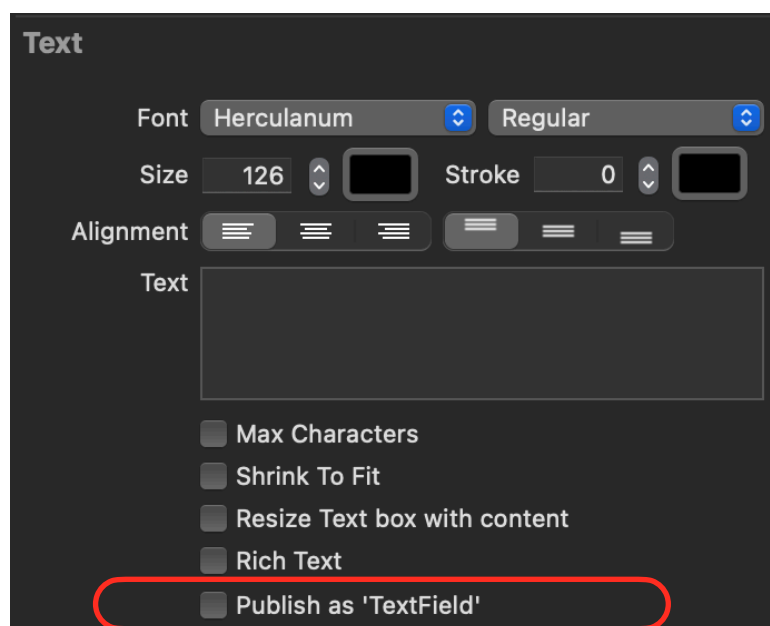 Text
Font Herculanum Regular
Size 126 Stroke 0
Alignment
Text
Max Characters
Shrink To Fit
Resize Text box with content
Rich Text
Publish as 'TextField'